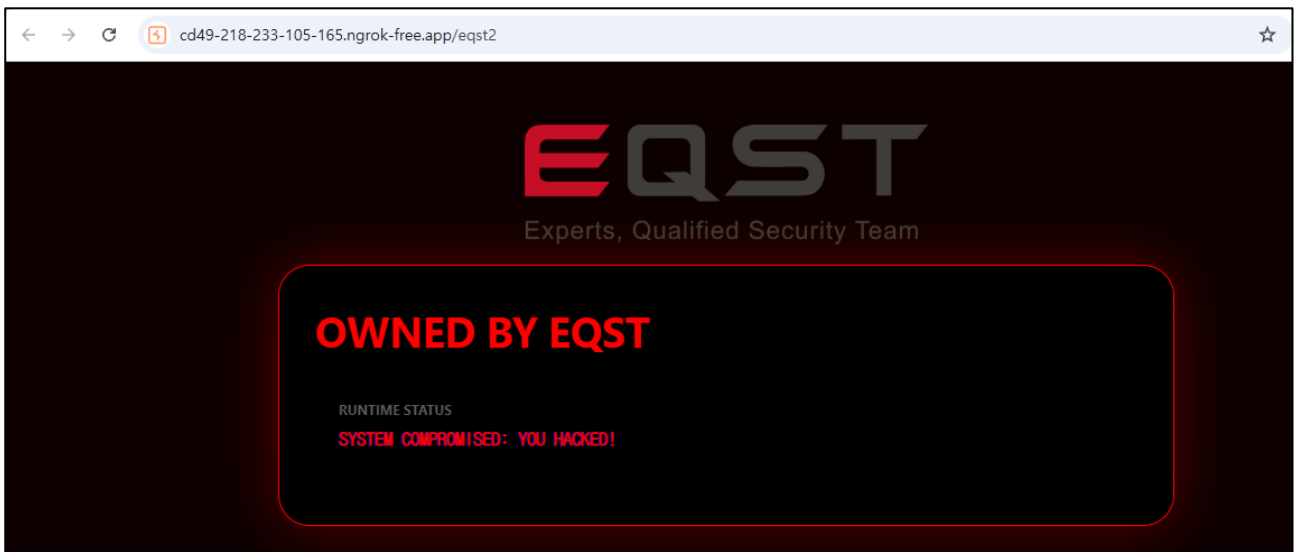 cd49-218-233-105-165.ngrok-free.app/eqst2
EQST
Experts, Qualified Security Team
OWNED BY EQST
RUNTIME STATUS
SYSTEM COMPROMISED: YOU HACKED!